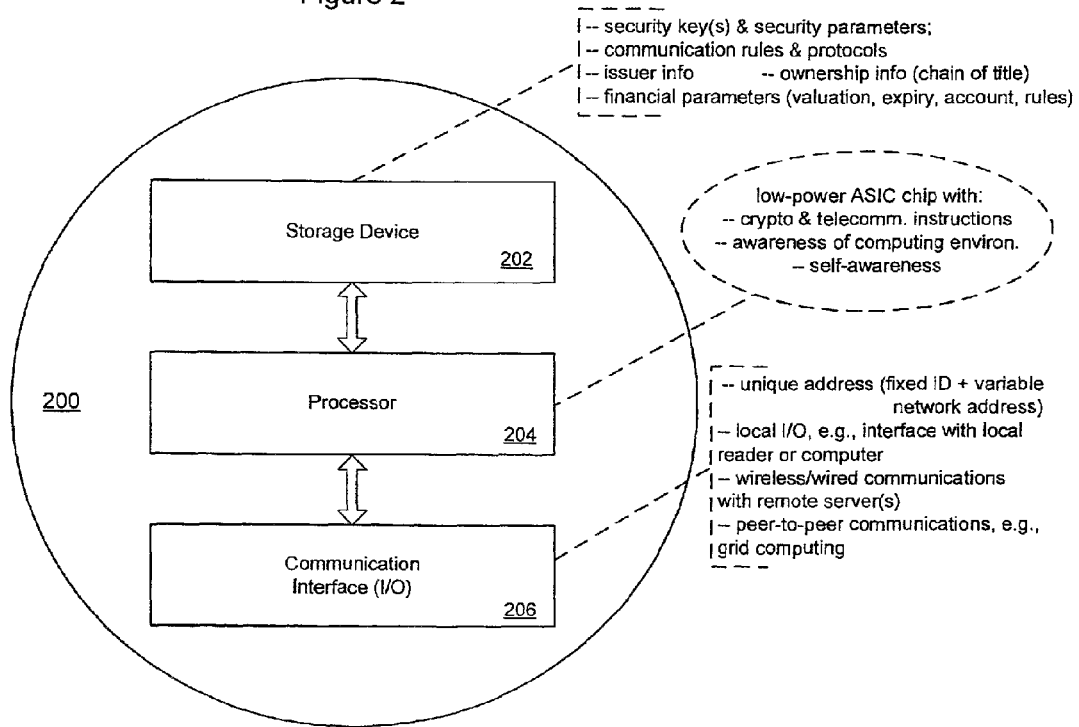 Figure 2
-- security key(s) & security parameters;
-- communication rules & protocols
-- issuer info -- ownership info (chain of title)
-- financial parameters (valuation, expiry, account, rules)
low-power ASIC chip with:
-- crypto & telecomm. instructions
-- awareness of computing environ.
-- self-awareness
Storage Device
202
200
Processor
204
-- unique address (fixed ID + variable
network address)
-- local I/O, e.g., interface with local
reader or computer
-- wireless/wired communications
with remote server(s)
-- peer-to-peer communications, e.g.,
grid computing
Communication
Interface (I/O)
206